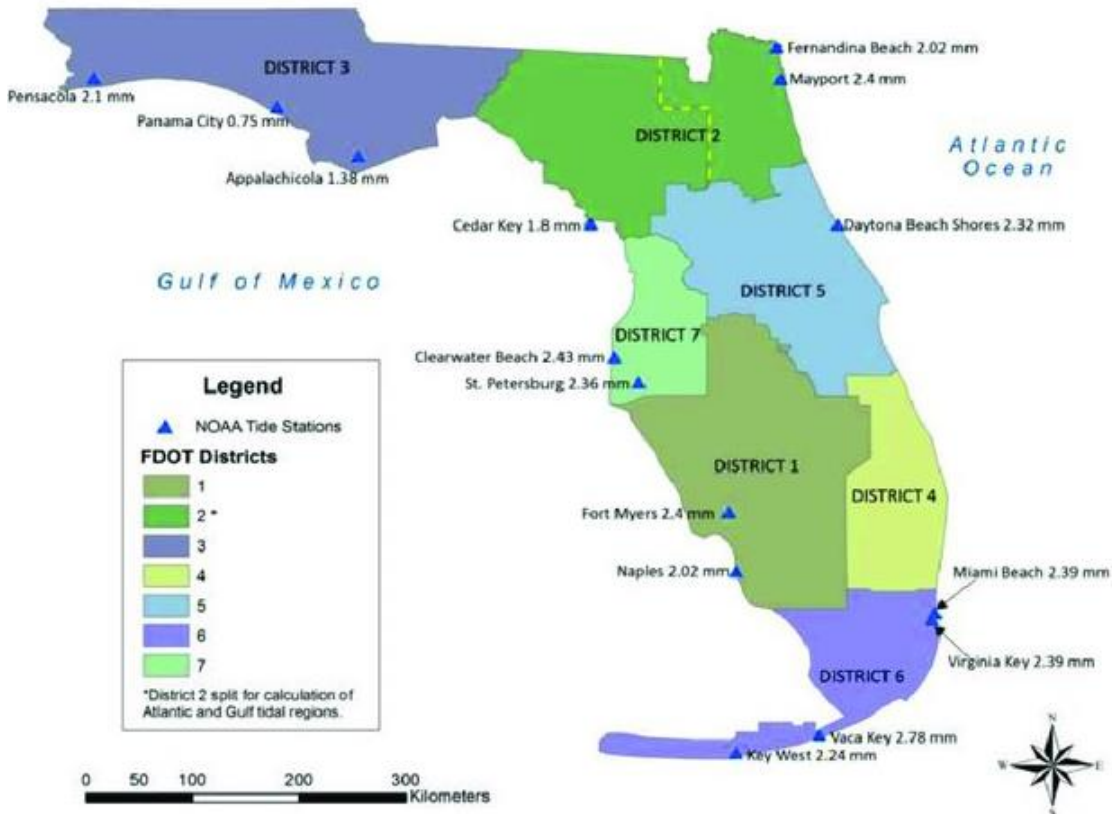 DISTRICT 3
Fernandina Beach 2.02 mm
Pensacola 2.1 mm
Mayport 2.4 mm
Panama City 0.75 mm
DISTRICT 2
Atlantic
Ocean
Appalachicola 1.38 mm
Cedar Key 1.8 mm
Daytona Beach Shores 2.32 mm
Gulf of Mexico
DISTRICT 5
DISTRICT 7
Clearwater Beach 2.43 mm
St. Petersburg 2.36 mm
Legend
NOAA Tide Stations
FDOT Districts
1
2 *
3
4
5
6
7
*District 2 split for calculation of
Atlantic and Gulf tidal regions.
DISTRICT 1
DISTRICT 4
Fort Myers 2.4 mm
Naples 2.02 mm
Miami Beach 2.39 mm
Virginia Key 2.39 mm
DISTRICT 6
Vaca Key 2.78 mm
Key West 2.24 mm
N
W
E
S
0 50 100 200 300
Kilometers